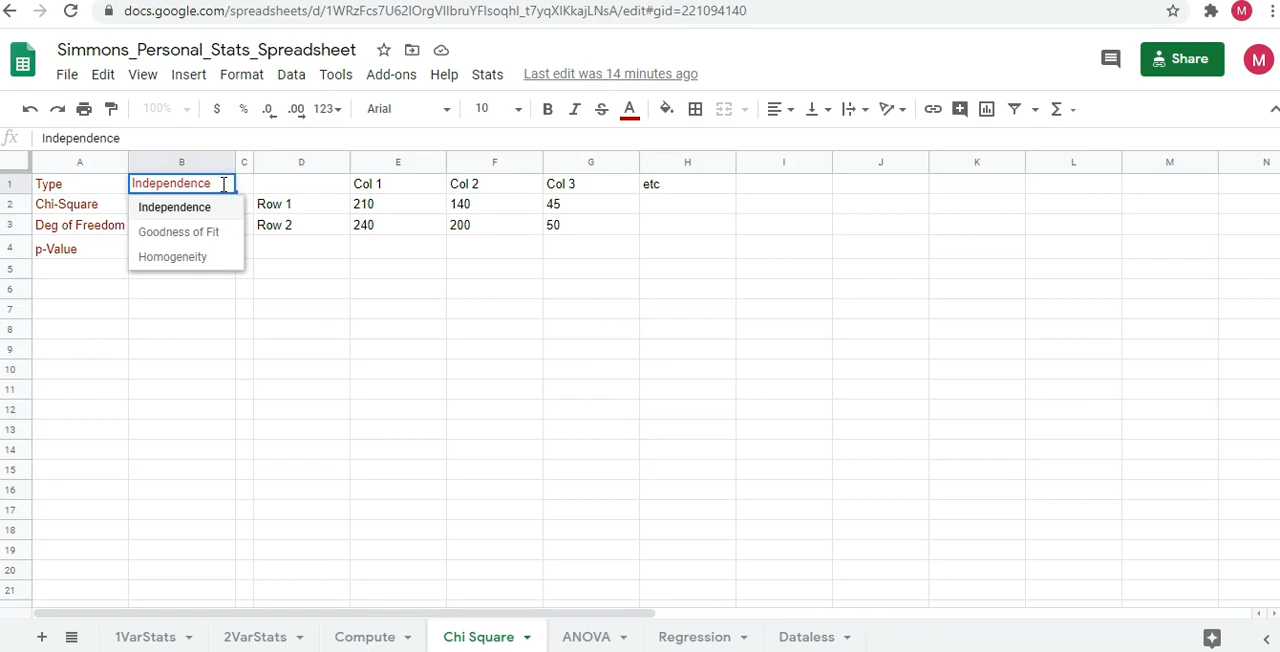 docs.google.com/spreadsheets/d/1WRzFcs7U62IOrgVIIbruYFIsoqhI_t7yqXIKkajLNsA/edit#gid=221094140
M
Simmons_Personal_Stats_Spreadsheet
File Edit View Insert Format Data Tools Add-ons Help Stats Last edit was 14 minutes ago
Share
M
100% $ % .0 .00 123 Arial 10 B I S A Σ
fx Independence
A B C D E F G H I J K L M N
1 Type Independence Col 1 Col 2 Col 3 etc
2 Chi-Square Row 1 210 140 45
3 Deg of Freedom Row 2 240 200 50
4 p-Value
Independence
Goodness of Fit
Homogeneity
5
6
7
8
9
10
11
12
13
14
15
16
17
18
19
20
21
+ 1VarStats 2VarStats Compute Chi Square ANOVA Regression Dataless